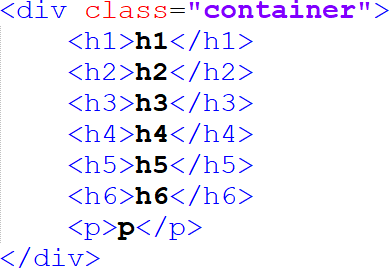 <div class="container">
    <h1>h1</h1>
    <h2>h2</h2>
    <h3>h3</h3>
    <h4>h4</h4>
    <h5>h5</h5>
    <h6>h6</h6>
    <p>p</p>
</div>